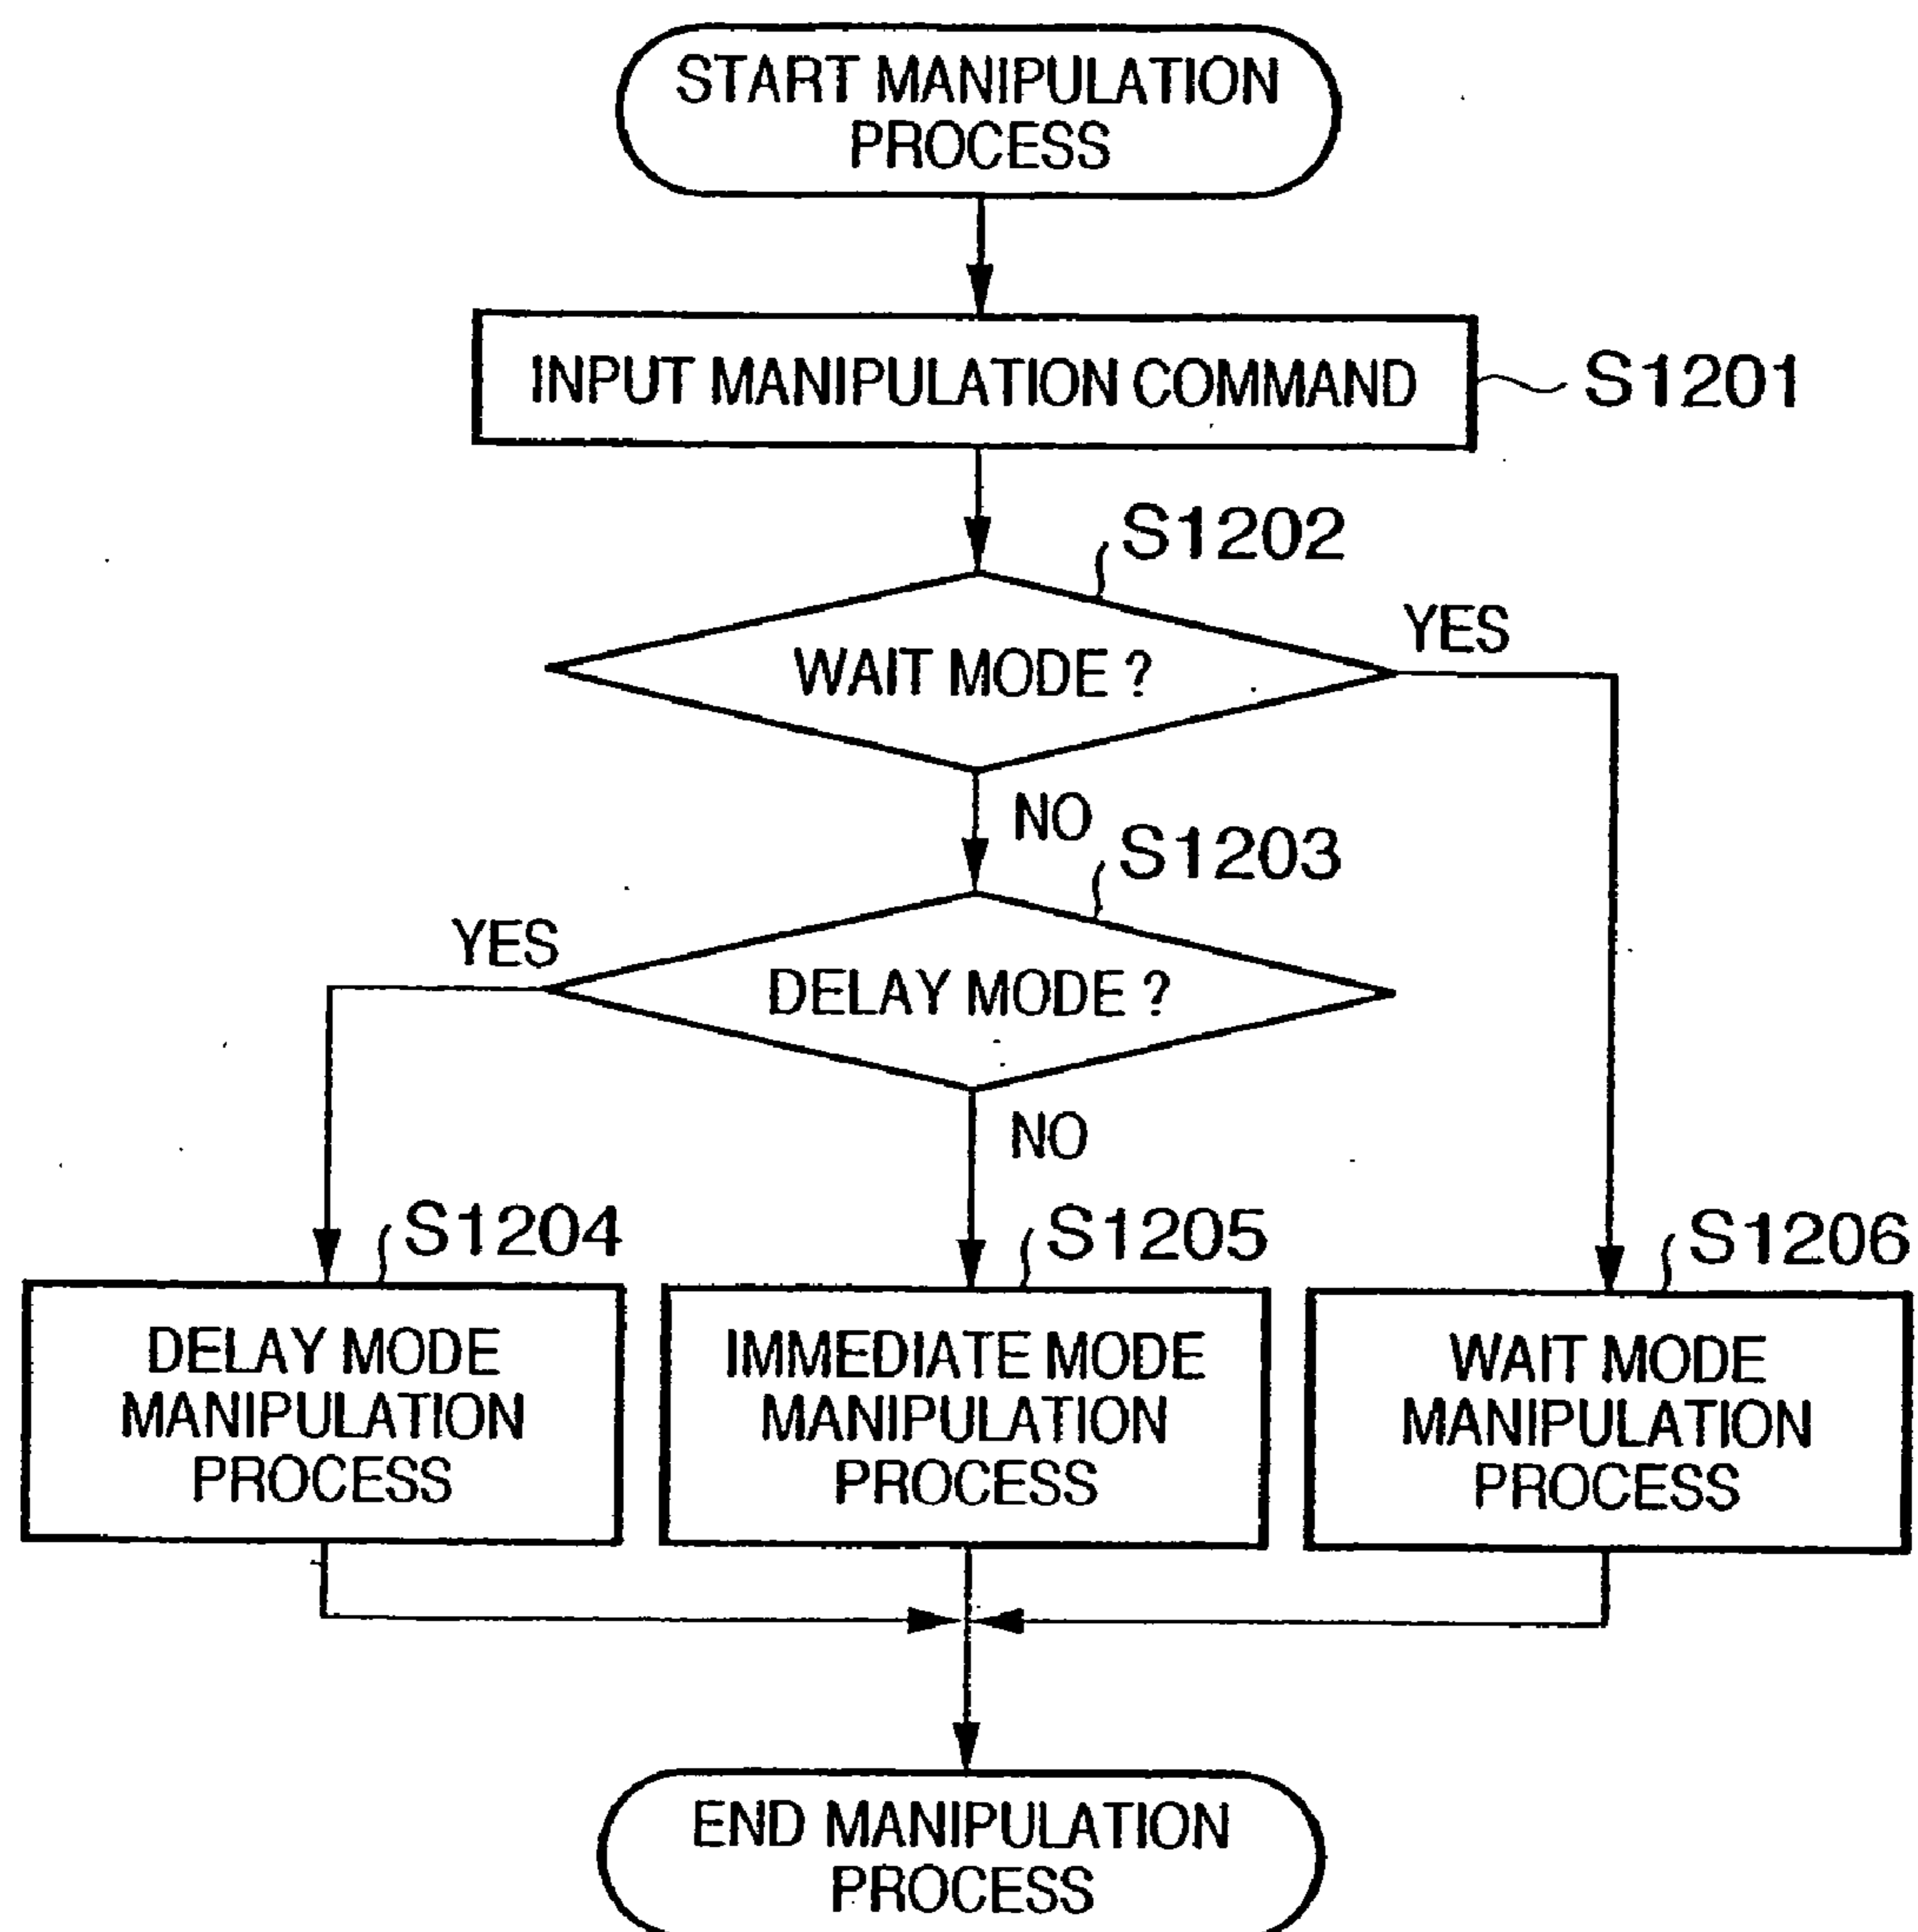 START MANIPULATION
PROCESS
INPUT MANIPULATION COMMAND
S1201
S1202
WAIT MODE ?
YES
NO
S1203
YES
DELAY MODE ?
NO
S1204
S1205
S1206
DELAY MODE
MANIPULATION
PROCESS
IMMEDIATE MODE
MANIPULATION
PROCESS
WAIT MODE
MANIPULATION
PROCESS
END MANIPULATION
PROCESS